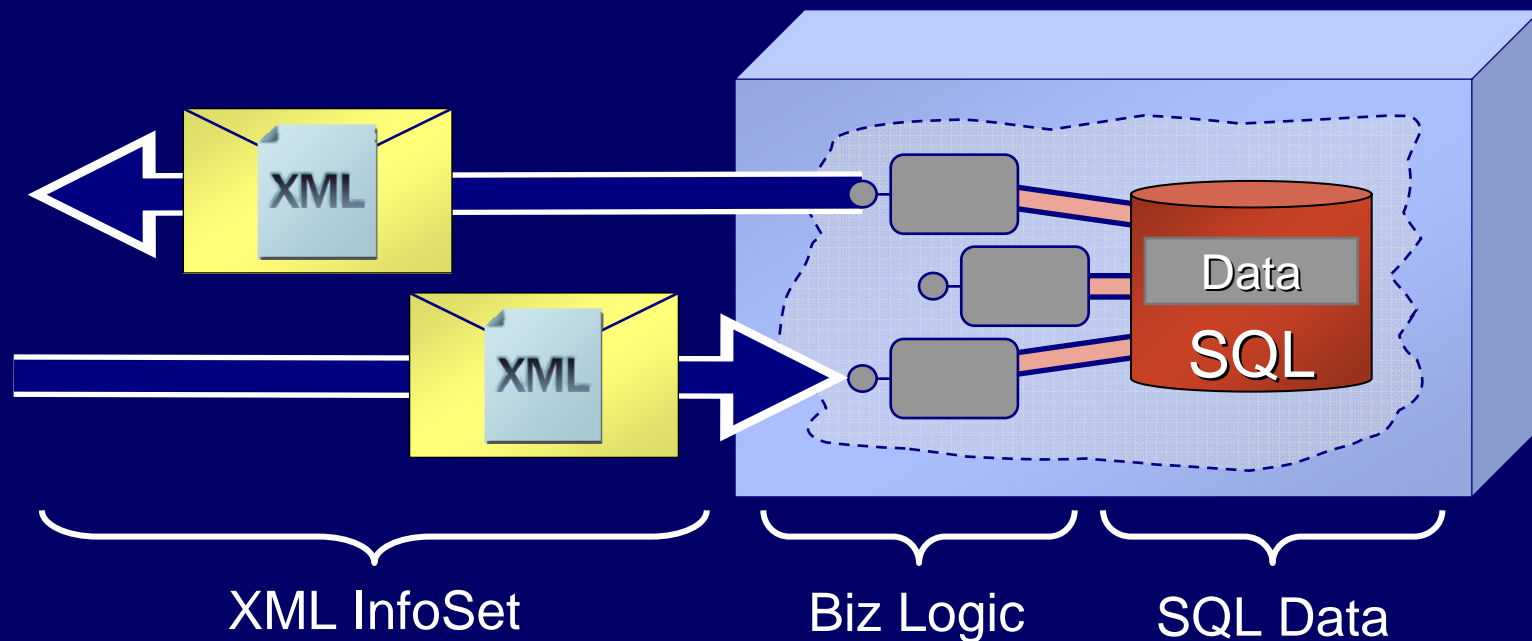 XML
Data
SQL
XML
XML InfoSet
Biz Logic
SQL Data